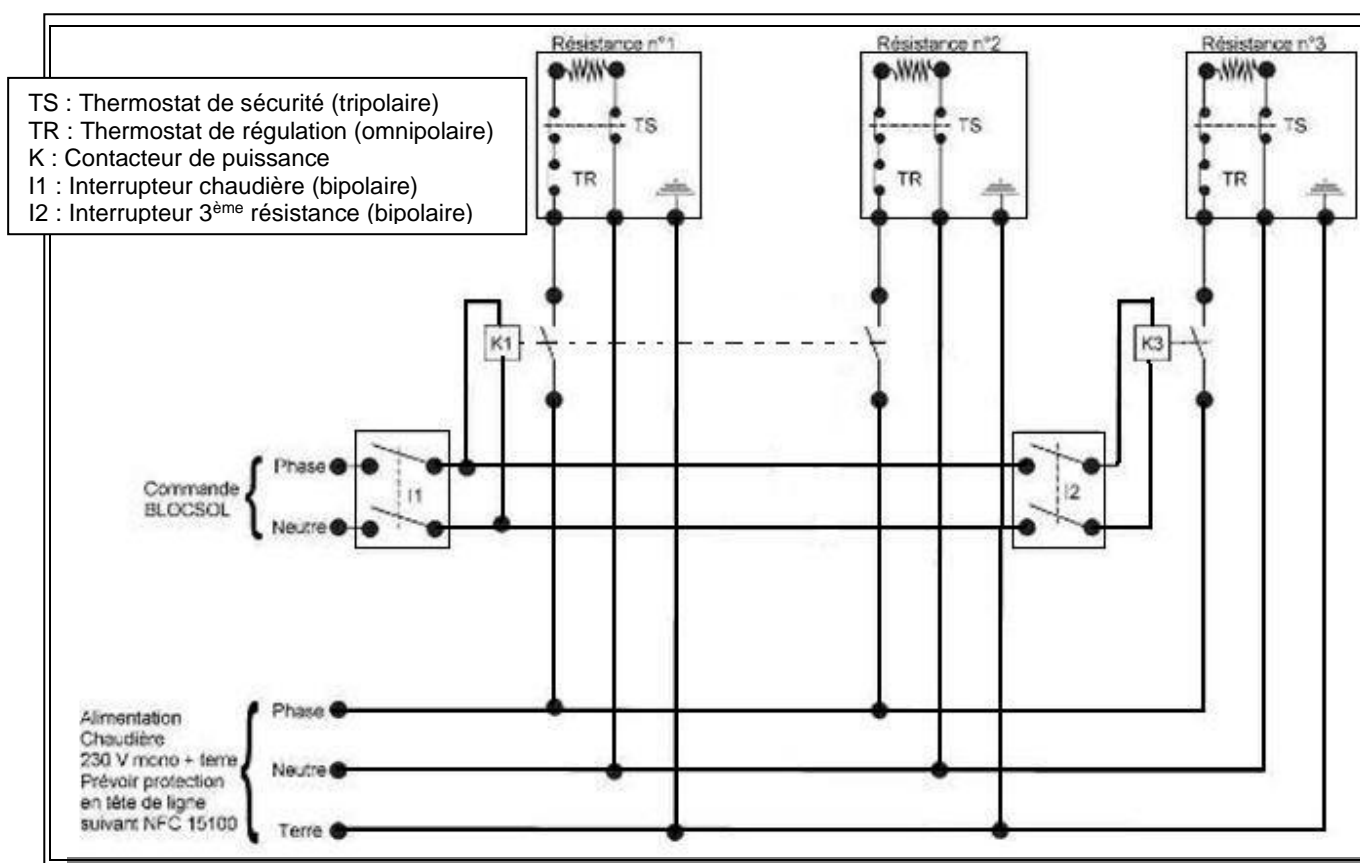 Résistance n°1
Résistance n°2
Résistance n°3
TS : Thermostat de sécurité (tripolaire)
TR : Thermostat de régulation (omnipolaire)
K : Contacteur de puissance
I1 : Interrupteur chaudière (bipolaire)
I2 : Interrupteur 3ème résistance (bipolaire)
TS
TS
TS
TR
TR
TR
K1
K3
Commande
BLOCSOL
Phase
Neutre
I1
I2
Alimentation
Chaudière
230 V mono + terre
Prévoir protection
en tête de ligne
suivant NFC 15100
Phase
Neutre
Terre